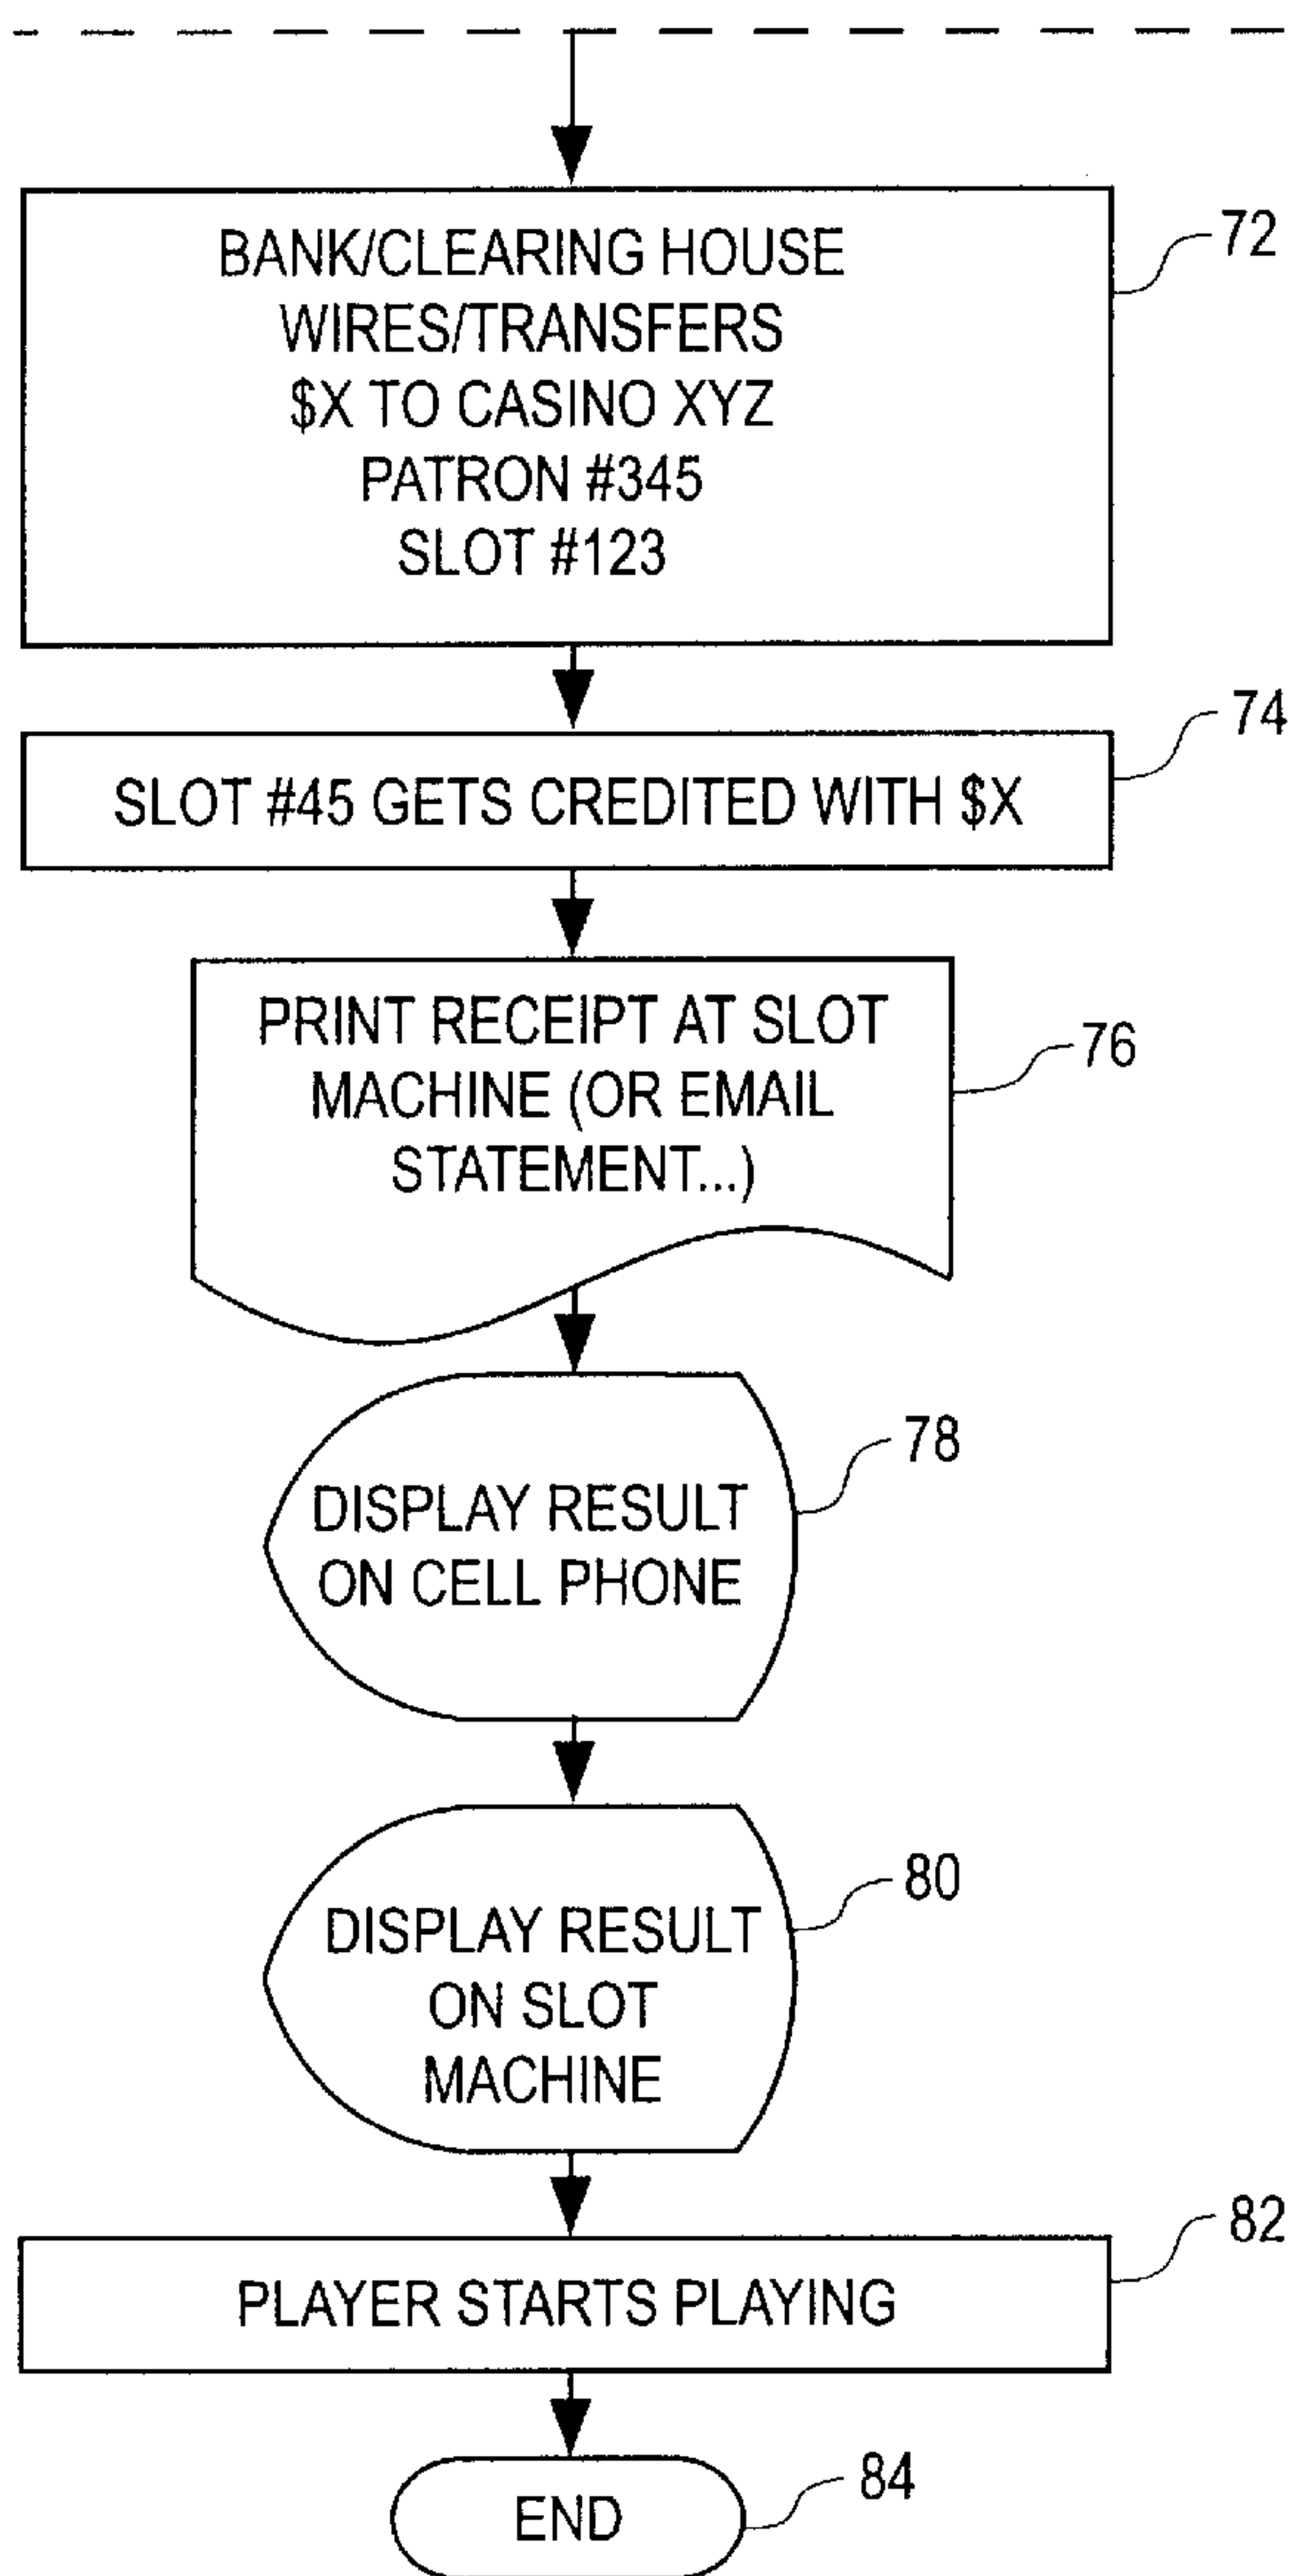 BANK/CLEARING HOUSE
WIRES/TRANSFERS
$X TO CASINO XYZ
PATRON #345
SLOT #123
72
SLOT #45 GETS CREDITED WITH $X
74
PRINT RECEIPT AT SLOT
MACHINE (OR EMAIL
STATEMENT...)
76
DISPLAY RESULT
ON CELL PHONE
78
DISPLAY RESULT
ON SLOT
MACHINE
80
PLAYER STARTS PLAYING
82
END
84